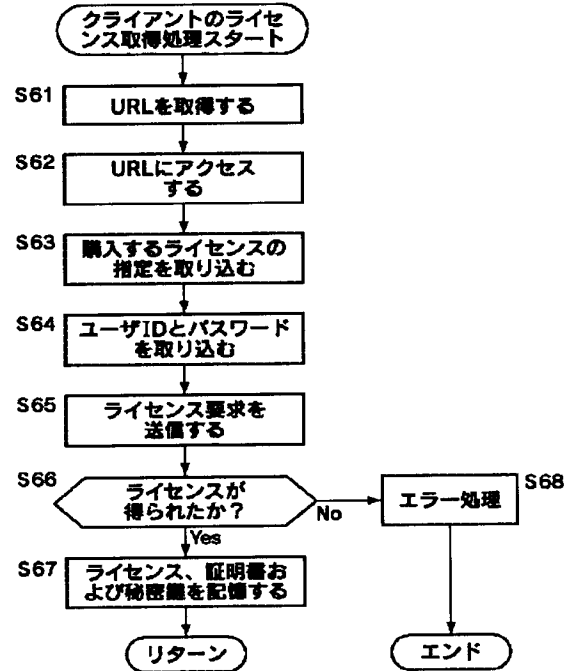 クライアントのライセ
ンス取得処理スタート
S61
URLを取得する
S62
URLにアクセス
する
S63
購入するライセンスの
指定を取り込む
S64
ユーザIDとパスワード
を取り込む
S65
ライセンス要求を
送信する
S66
ライセンスが
得られたか?
No
S68
エラー処理
Yes
S67
ライセンス、証明書お
よび秘密鍵を記憶する
リターン
エンド